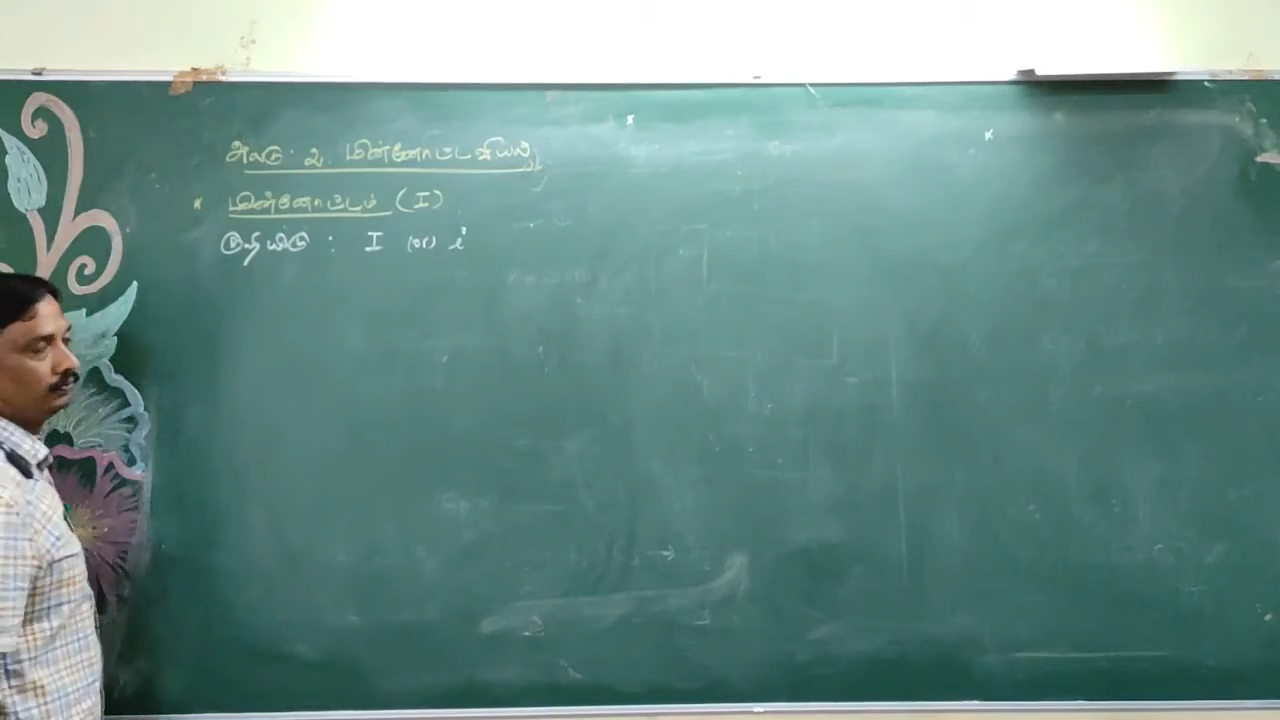 அலகு 2. மின்னோட்டவியல்
* மின்னோட்டம் (I)
குறியீடு : I (or) i